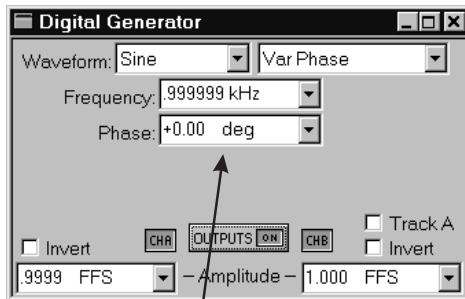 Digital Generator
Waveform: Sine Var Phase
Frequency: .999999 kHz
Phase: +0.00 deg
Track A
Invert CHA OUTPUTS ON CHB Invert
.9999 FFS – Amplitude – 1.000 FFS